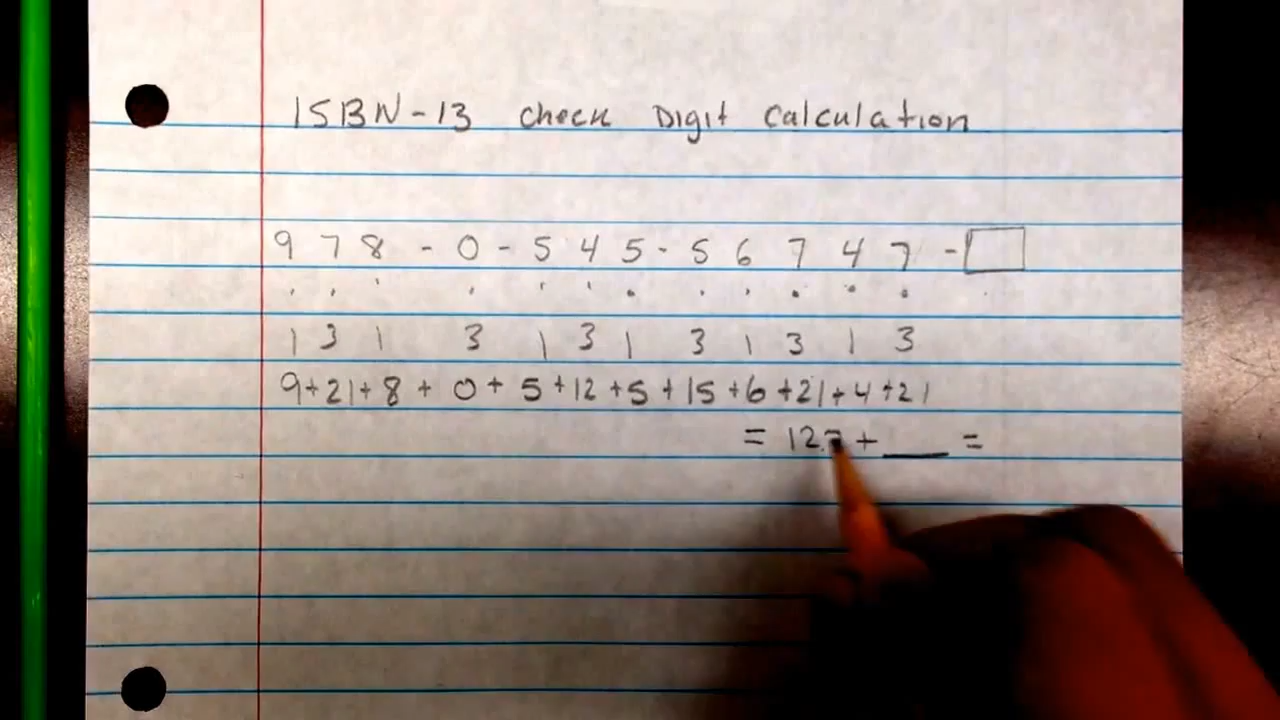 ISBN-13 Check Digit Calculation
978-0-545-56747-
1 3 1 3 1 3 1 3 1 3 1 3
9+21+8+0+5+12+5+15+6+21+4+21
= 127 + ___ =